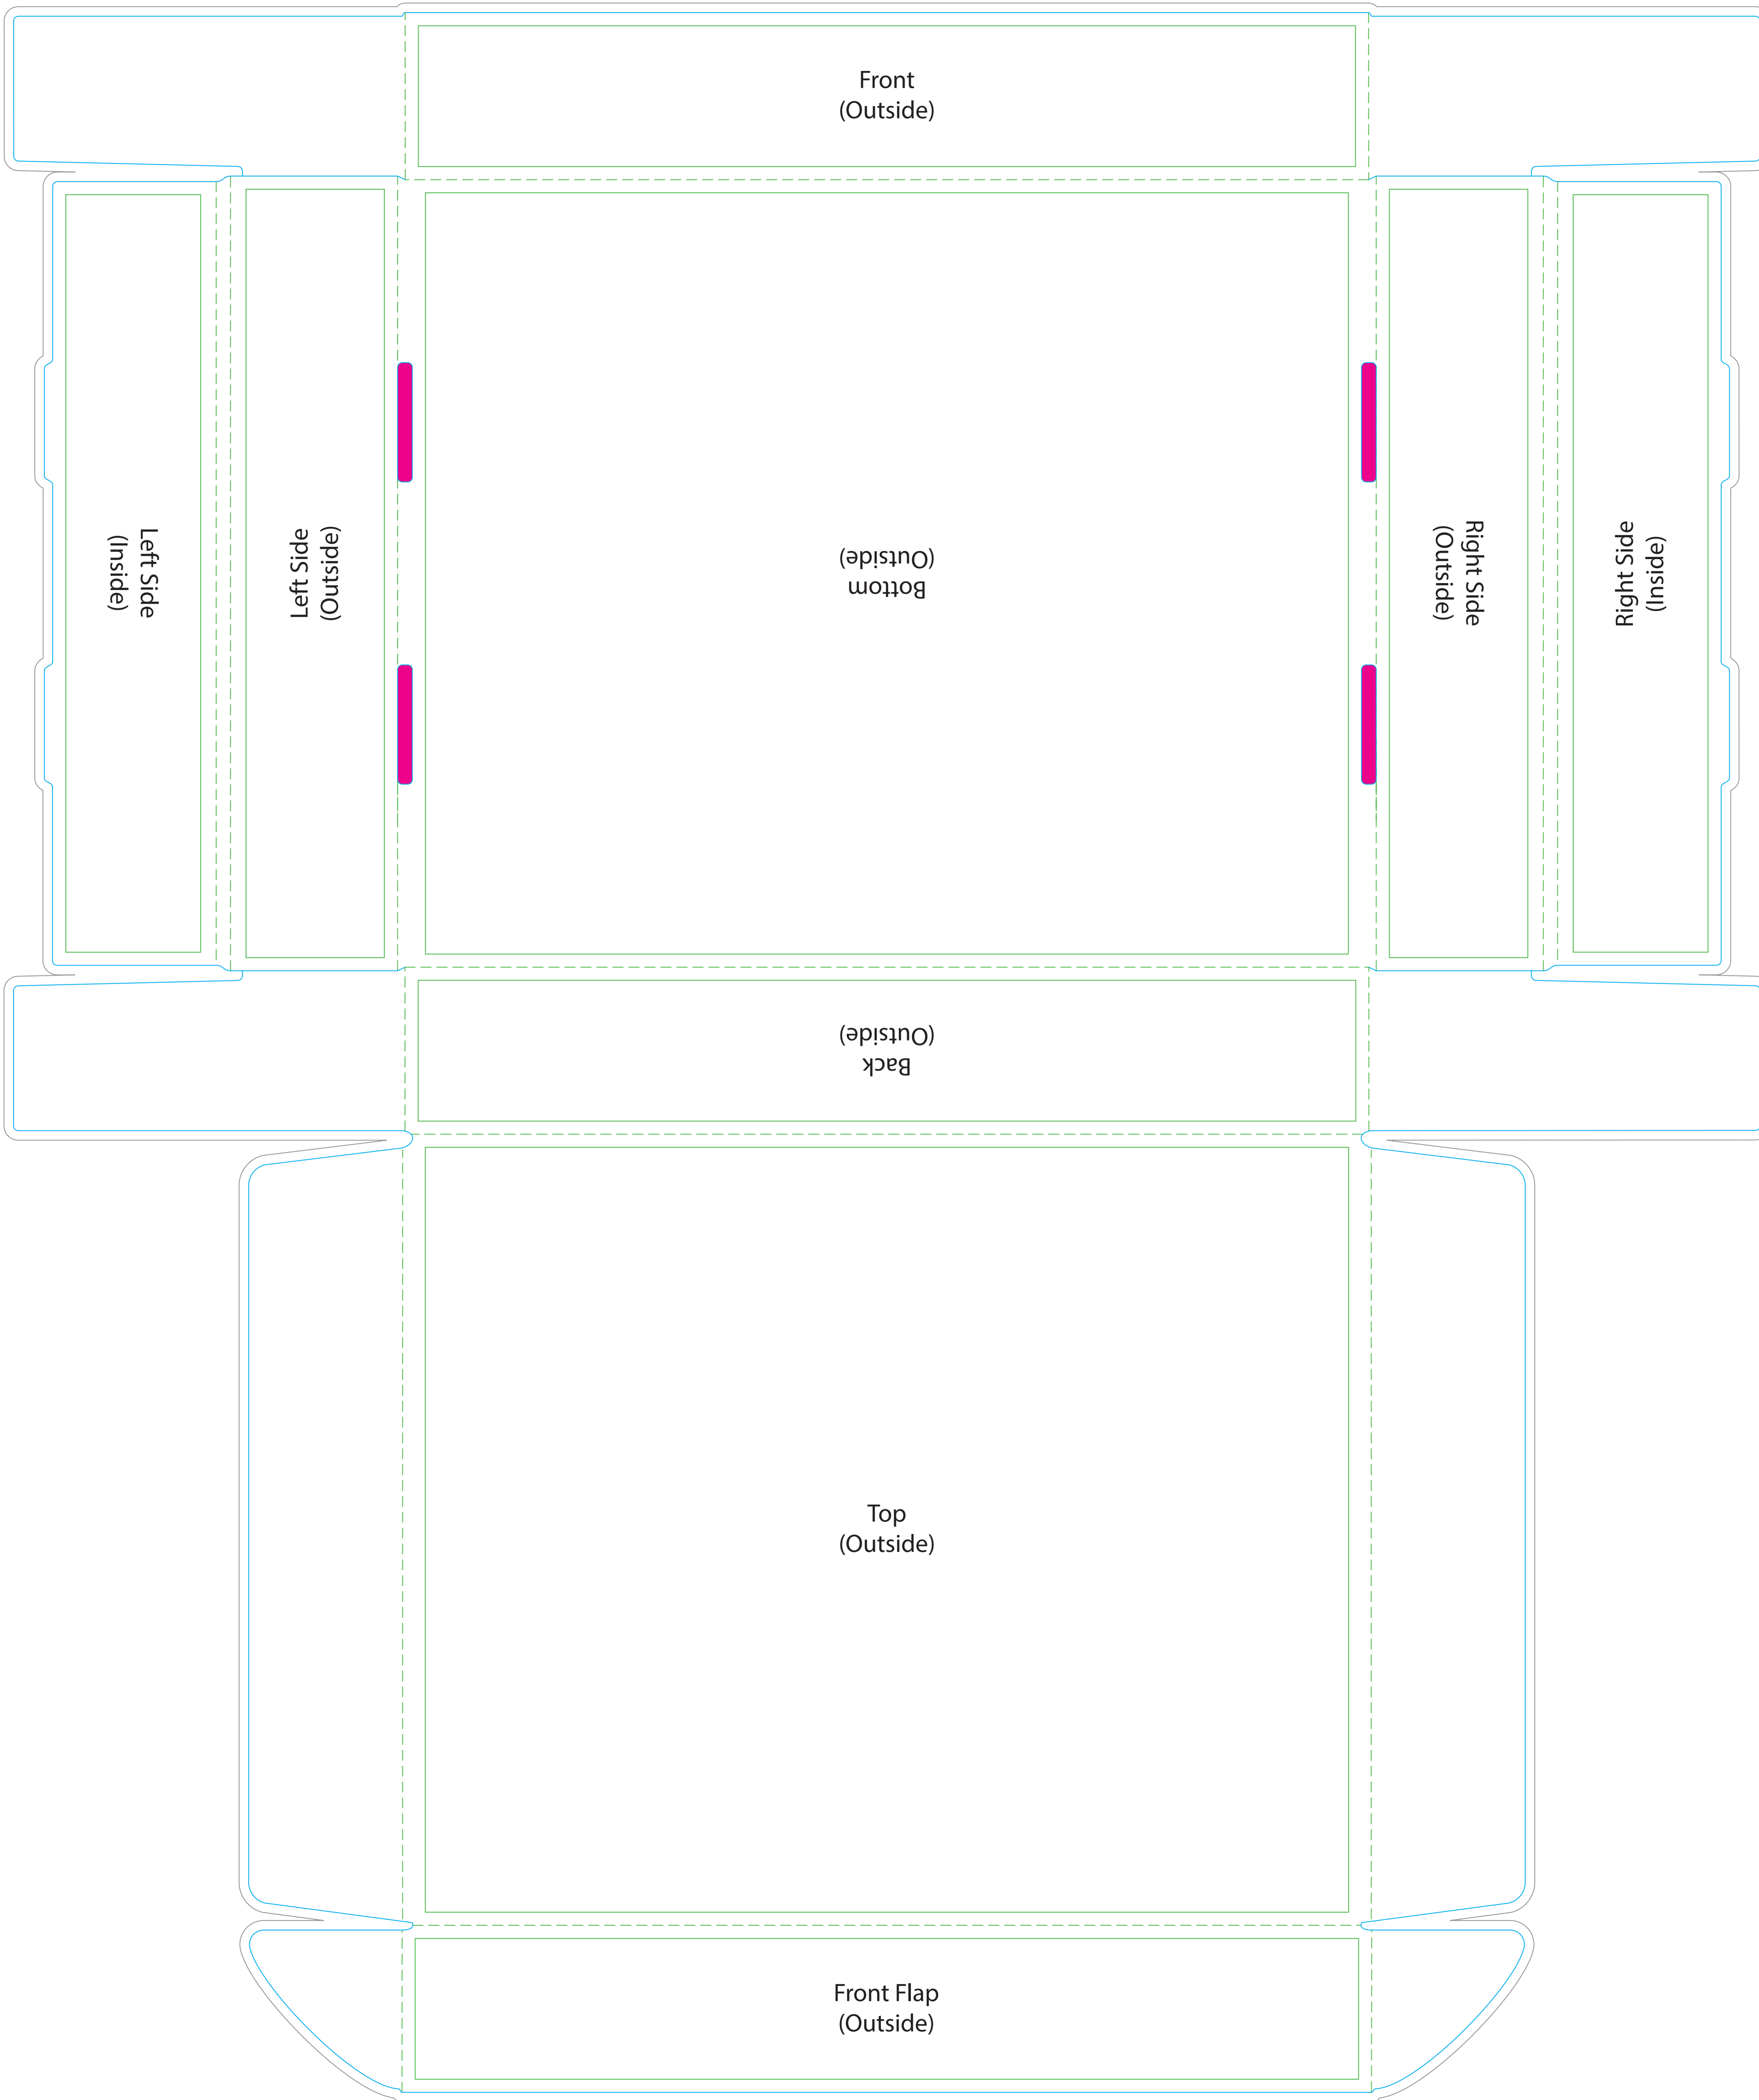 Front
(Outside)
Left Side
(Inside)
Left Side
(Outside)
Bottom
(Outside)
Right Side
(Outside)
Right Side
(Inside)
Back
(Outside)
Top
(Outside)
Front Flap
(Outside)